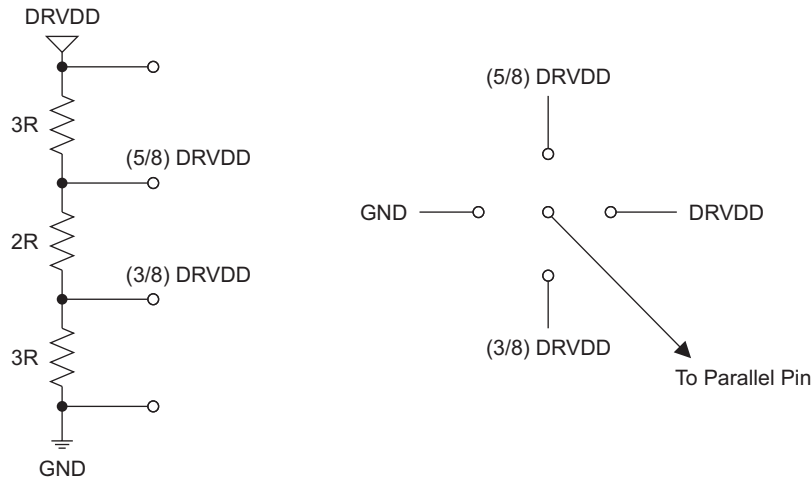 DRVDD
3R
(5/8) DRVDD
2R
(3/8) DRVDD
3R
GND
(5/8) DRVDD
GND
DRVDD
(3/8) DRVDD
To Parallel Pin